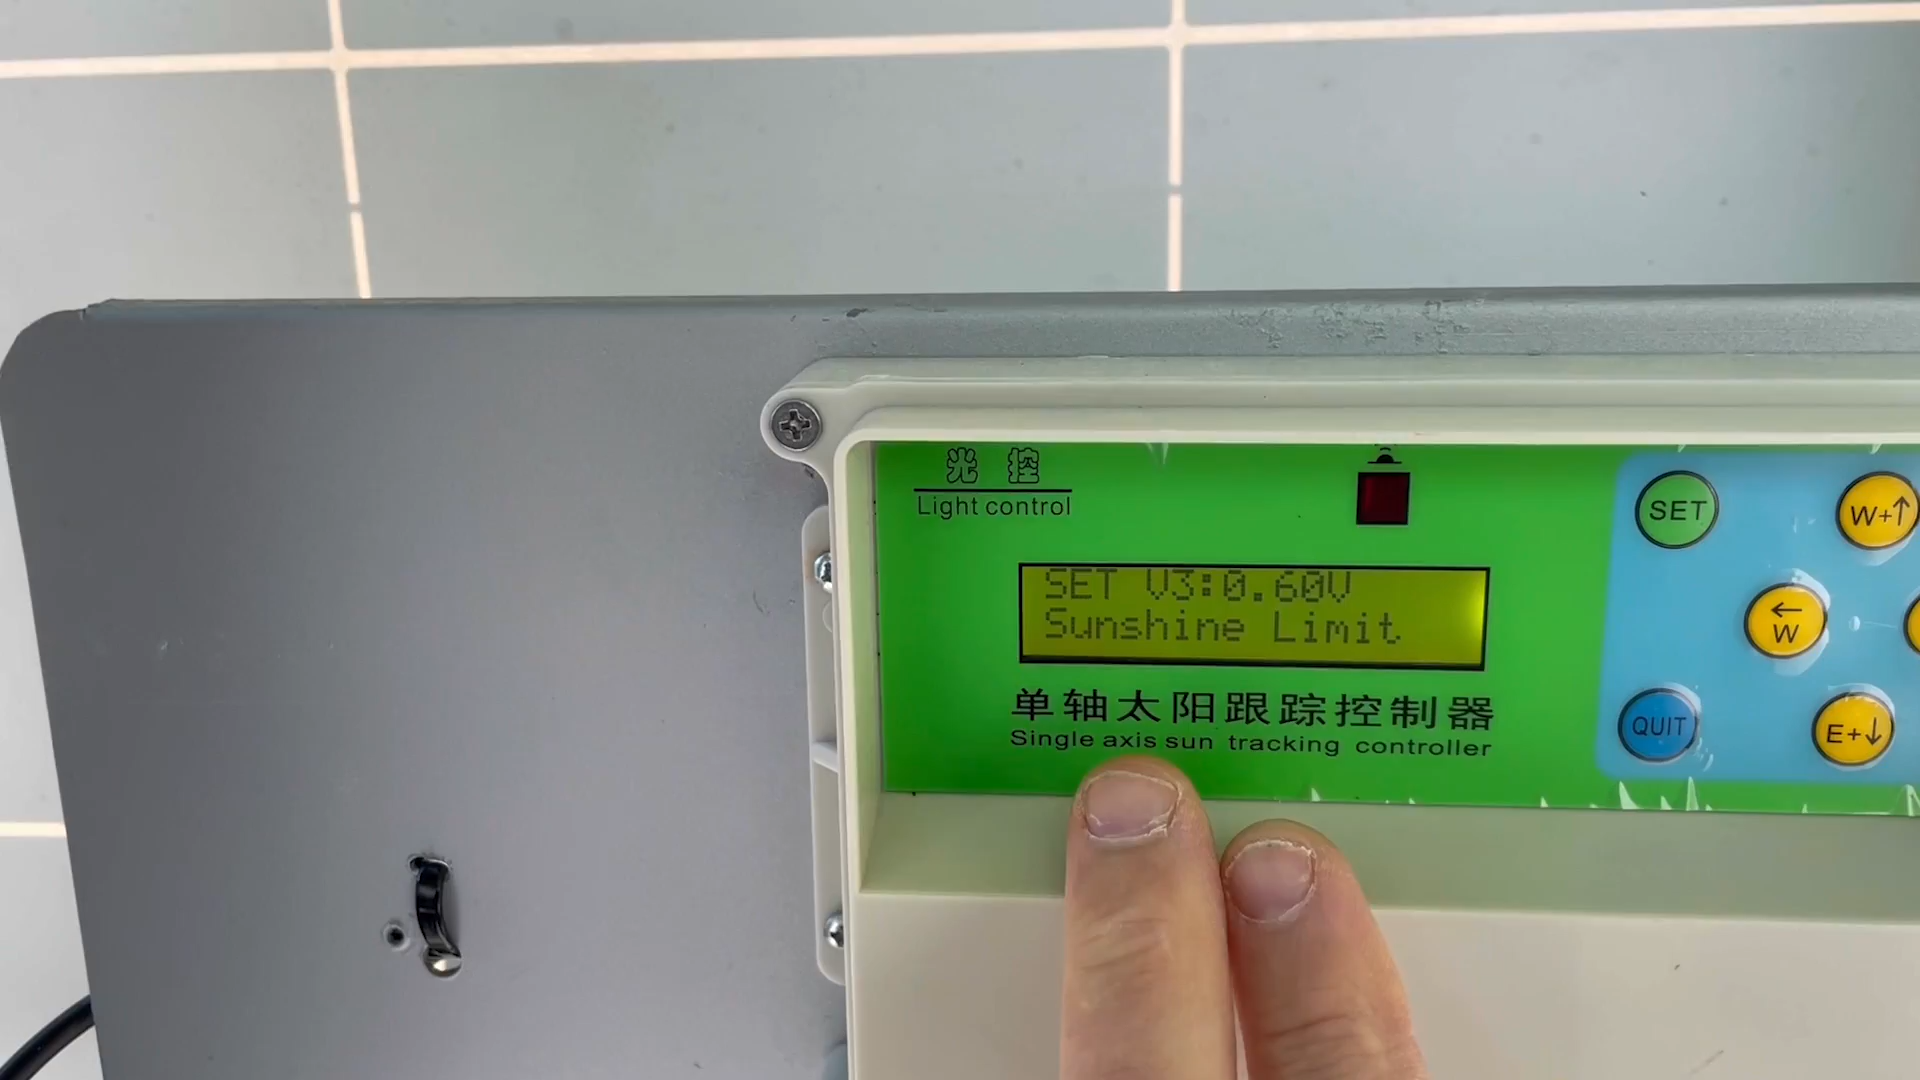 光控
Light control
SET V3:0.60V
Sunshine Limit
单轴太阳跟踪控制器
Single axis sun tracking controller
SET
W+↑
←
W
QUIT
E+↓